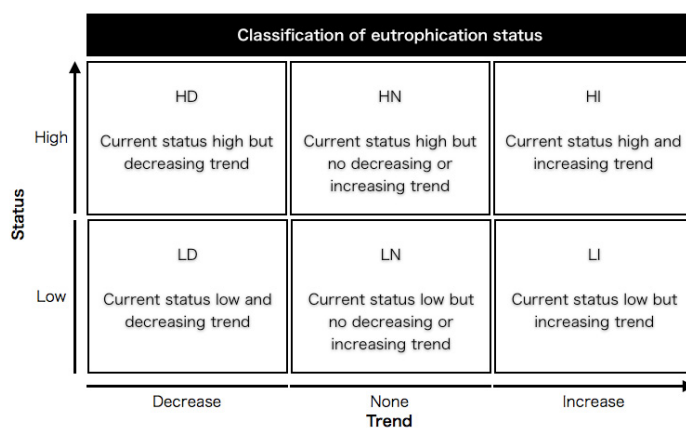 Classification of eutrophication status
HD
Current status high but
decreasing trend
HN
Current status high but
no decreasing or
increasing trend
HI
Current status high and
increasing trend
High
Status
LD
Current status low and
decreasing trend
LN
Current status low but
no decreasing or
increasing trend
LI
Current status low but
increasing trend
Low
Decrease
None
Increase
Trend